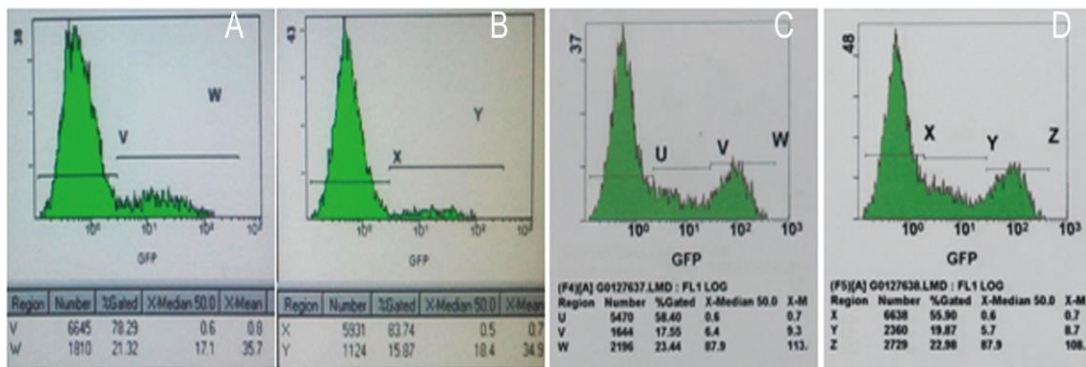 A
38
W
V
10⁰ 10¹ 10² 10³
GFP
Region Number %Gated X-Median 50.0 X-Mean
V 6645 78.29 0.6 0.8
W 1810 21.32 17.1 35.7
B
43
Y
X
10⁰ 10¹ 10² 10³
GFP
Region Number %Gated X-Median 50.0 X-Mean
X 5931 83.74 0.5 0.7
Y 1124 15.87 18.4 34.9
C
37
U V W
10⁰ 10¹ 10² 10³
GFP
(F4)[A] G0127637.LMD : FL1 LOG
Region Number %Gated X-Median 50.0 X-M
U 5470 58.40 0.6 0.7
V 1644 17.55 6.4 9.3
W 2196 23.44 87.9 113.
D
48
X Y Z
10⁰ 10¹ 10² 10³
GFP
(F5)[A] G0127638.LMD : FL1 LOG
Region Number %Gated X-Median 50.0 X-M
X 6638 55.90 0.6 0.7
Y 2360 19.87 5.7 8.7
Z 2729 22.98 87.9 108.